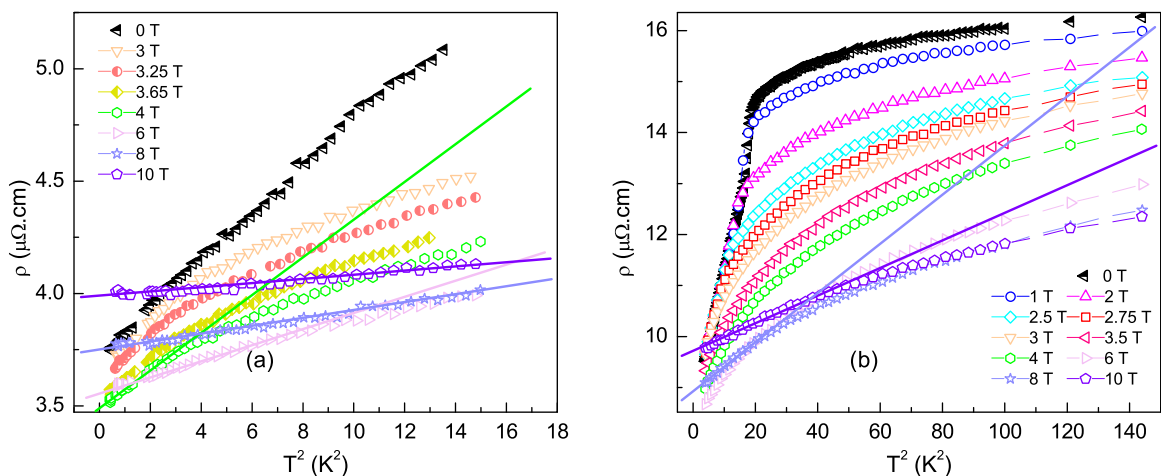 0 T
3 T
3.25 T
3.65 T
4 T
6 T
8 T
10 T
5.0
4.5
4.0
3.5
ρ (μΩ.cm)
(a)
0 2 4 6 8 10 12 14 16 18
T² (K²)
16
14
12
10
ρ (μΩ.cm)
0 T
1 T 2 T
2.5 T 2.75 T
3 T 3.5 T
4 T 6 T
8 T 10 T
(b)
0 20 40 60 80 100 120 140
T² (K²)